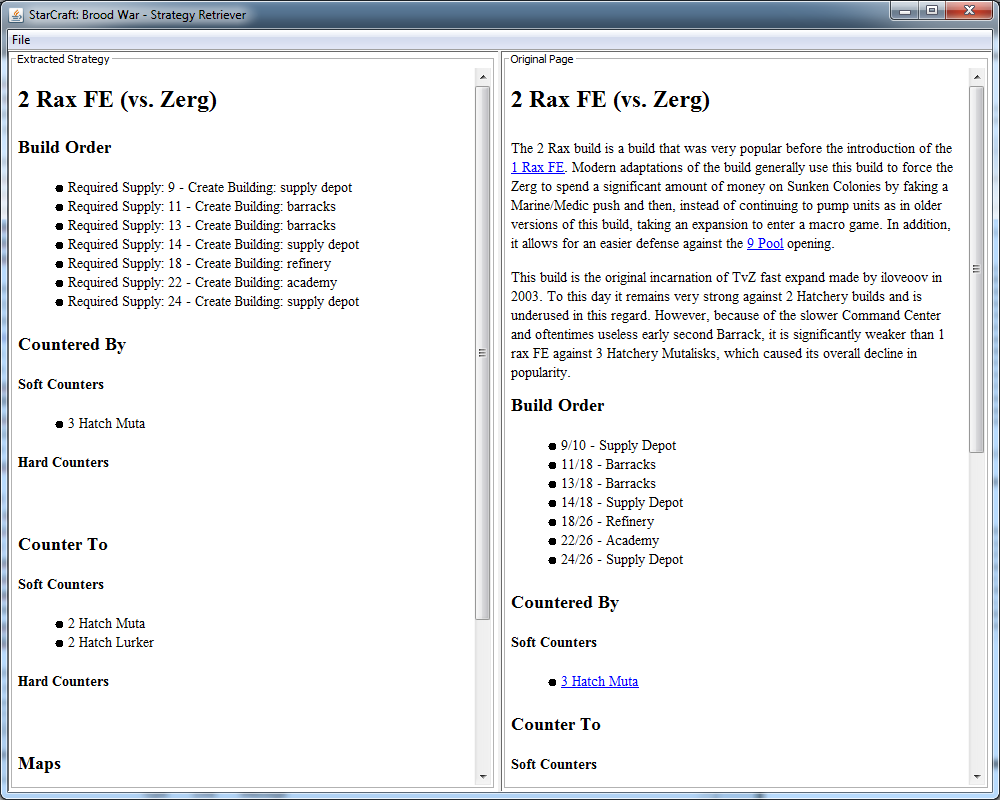 StarCraft: Brood War - Strategy Retriever
File
Extracted Strategy
2 Rax FE (vs. Zerg)
Build Order
Required Supply: 9 - Create Building: supply depot
Required Supply: 11 - Create Building: barracks
Required Supply: 13 - Create Building: barracks
Required Supply: 14 - Create Building: supply depot
Required Supply: 18 - Create Building: refinery
Required Supply: 22 - Create Building: academy
Required Supply: 24 - Create Building: supply depot
Countered By
Soft Counters
3 Hatch Muta
Hard Counters
Counter To
Soft Counters
2 Hatch Muta
2 Hatch Lurker
Hard Counters
Maps
Original Page
2 Rax FE (vs. Zerg)
The 2 Rax build is a build that was very popular before the introduction of the
1 Rax FE. Modern adaptations of the build generally use this build to force the
Zerg to spend a significant amount of money on Sunken Colonies by faking a
Marine/Medic push and then, instead of continuing to pump units as in older
versions of this build, taking an expansion to enter a macro game. In addition,
it allows for an easier defense against the 9 Pool opening.
This build is the original incarnation of TvZ fast expand made by iloveoov in
2003. To this day it remains very strong against 2 Hatchery builds and is
underused in this regard. However, because of the slower Command Center
and oftentimes useless early second Barrack, it is significantly weaker than 1
rax FE against 3 Hatchery Mutalisks, which caused its overall decline in
popularity.
Build Order
9/10 - Supply Depot
11/18 - Barracks
13/18 - Barracks
14/18 - Supply Depot
18/26 - Refinery
22/26 - Academy
24/26 - Supply Depot
Countered By
Soft Counters
3 Hatch Muta
Counter To
Soft Counters